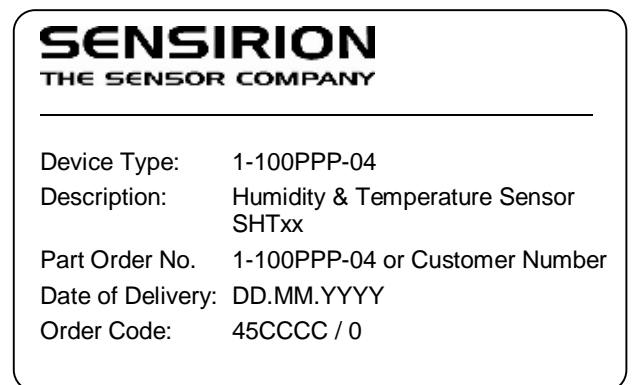 SENSIRION
THE SENSOR COMPANY
Device Type: 1-100PPP-04
Description: Humidity & Temperature Sensor
SHTxx
Part Order No. 1-100PPP-04 or Customer Number
Date of Delivery: DD.MM.YYYY
Order Code: 45CCCC / 0